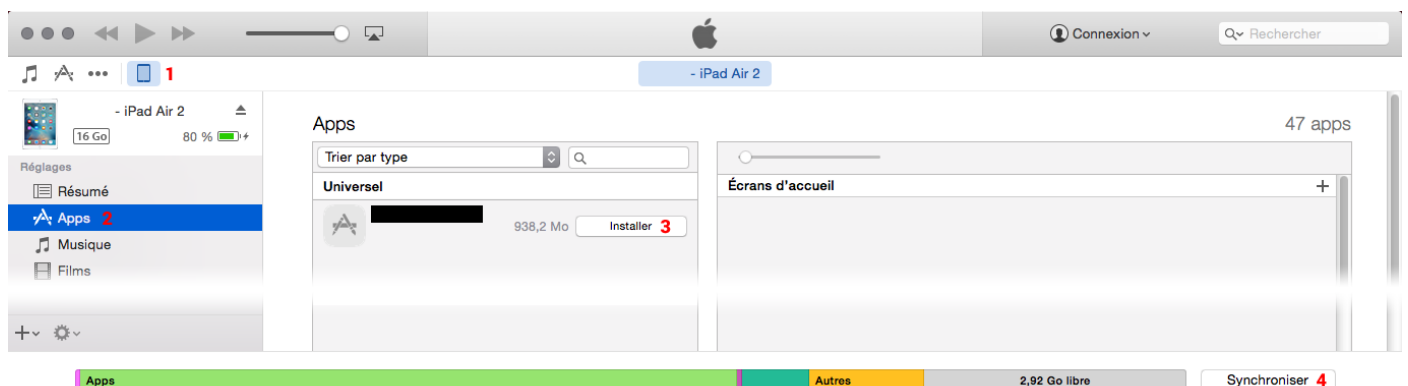 Connexion
Rechercher
1
- iPad Air 2
- iPad Air 2
16 Go
80 %
Réglages
Résumé
Apps 2
Musique
Films
Apps
47 apps
Trier par type
Universel
938,2 Mo
Installer 3
Écrans d'accueil
Apps
Autres
2,92 Go libre
Synchroniser 4